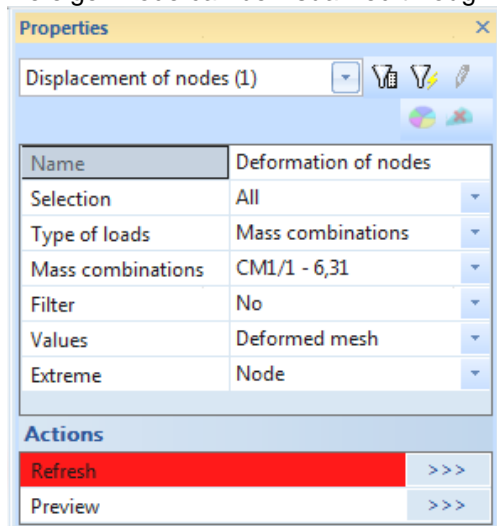 Properties
Displacement of nodes (1)
Name Deformation of nodes
Selection All
Type of loads Mass combinations
Mass combinations CM1/1 - 6,31
Filter No
Values Deformed mesh
Extreme Node
Actions
Refresh >>>
Preview >>>